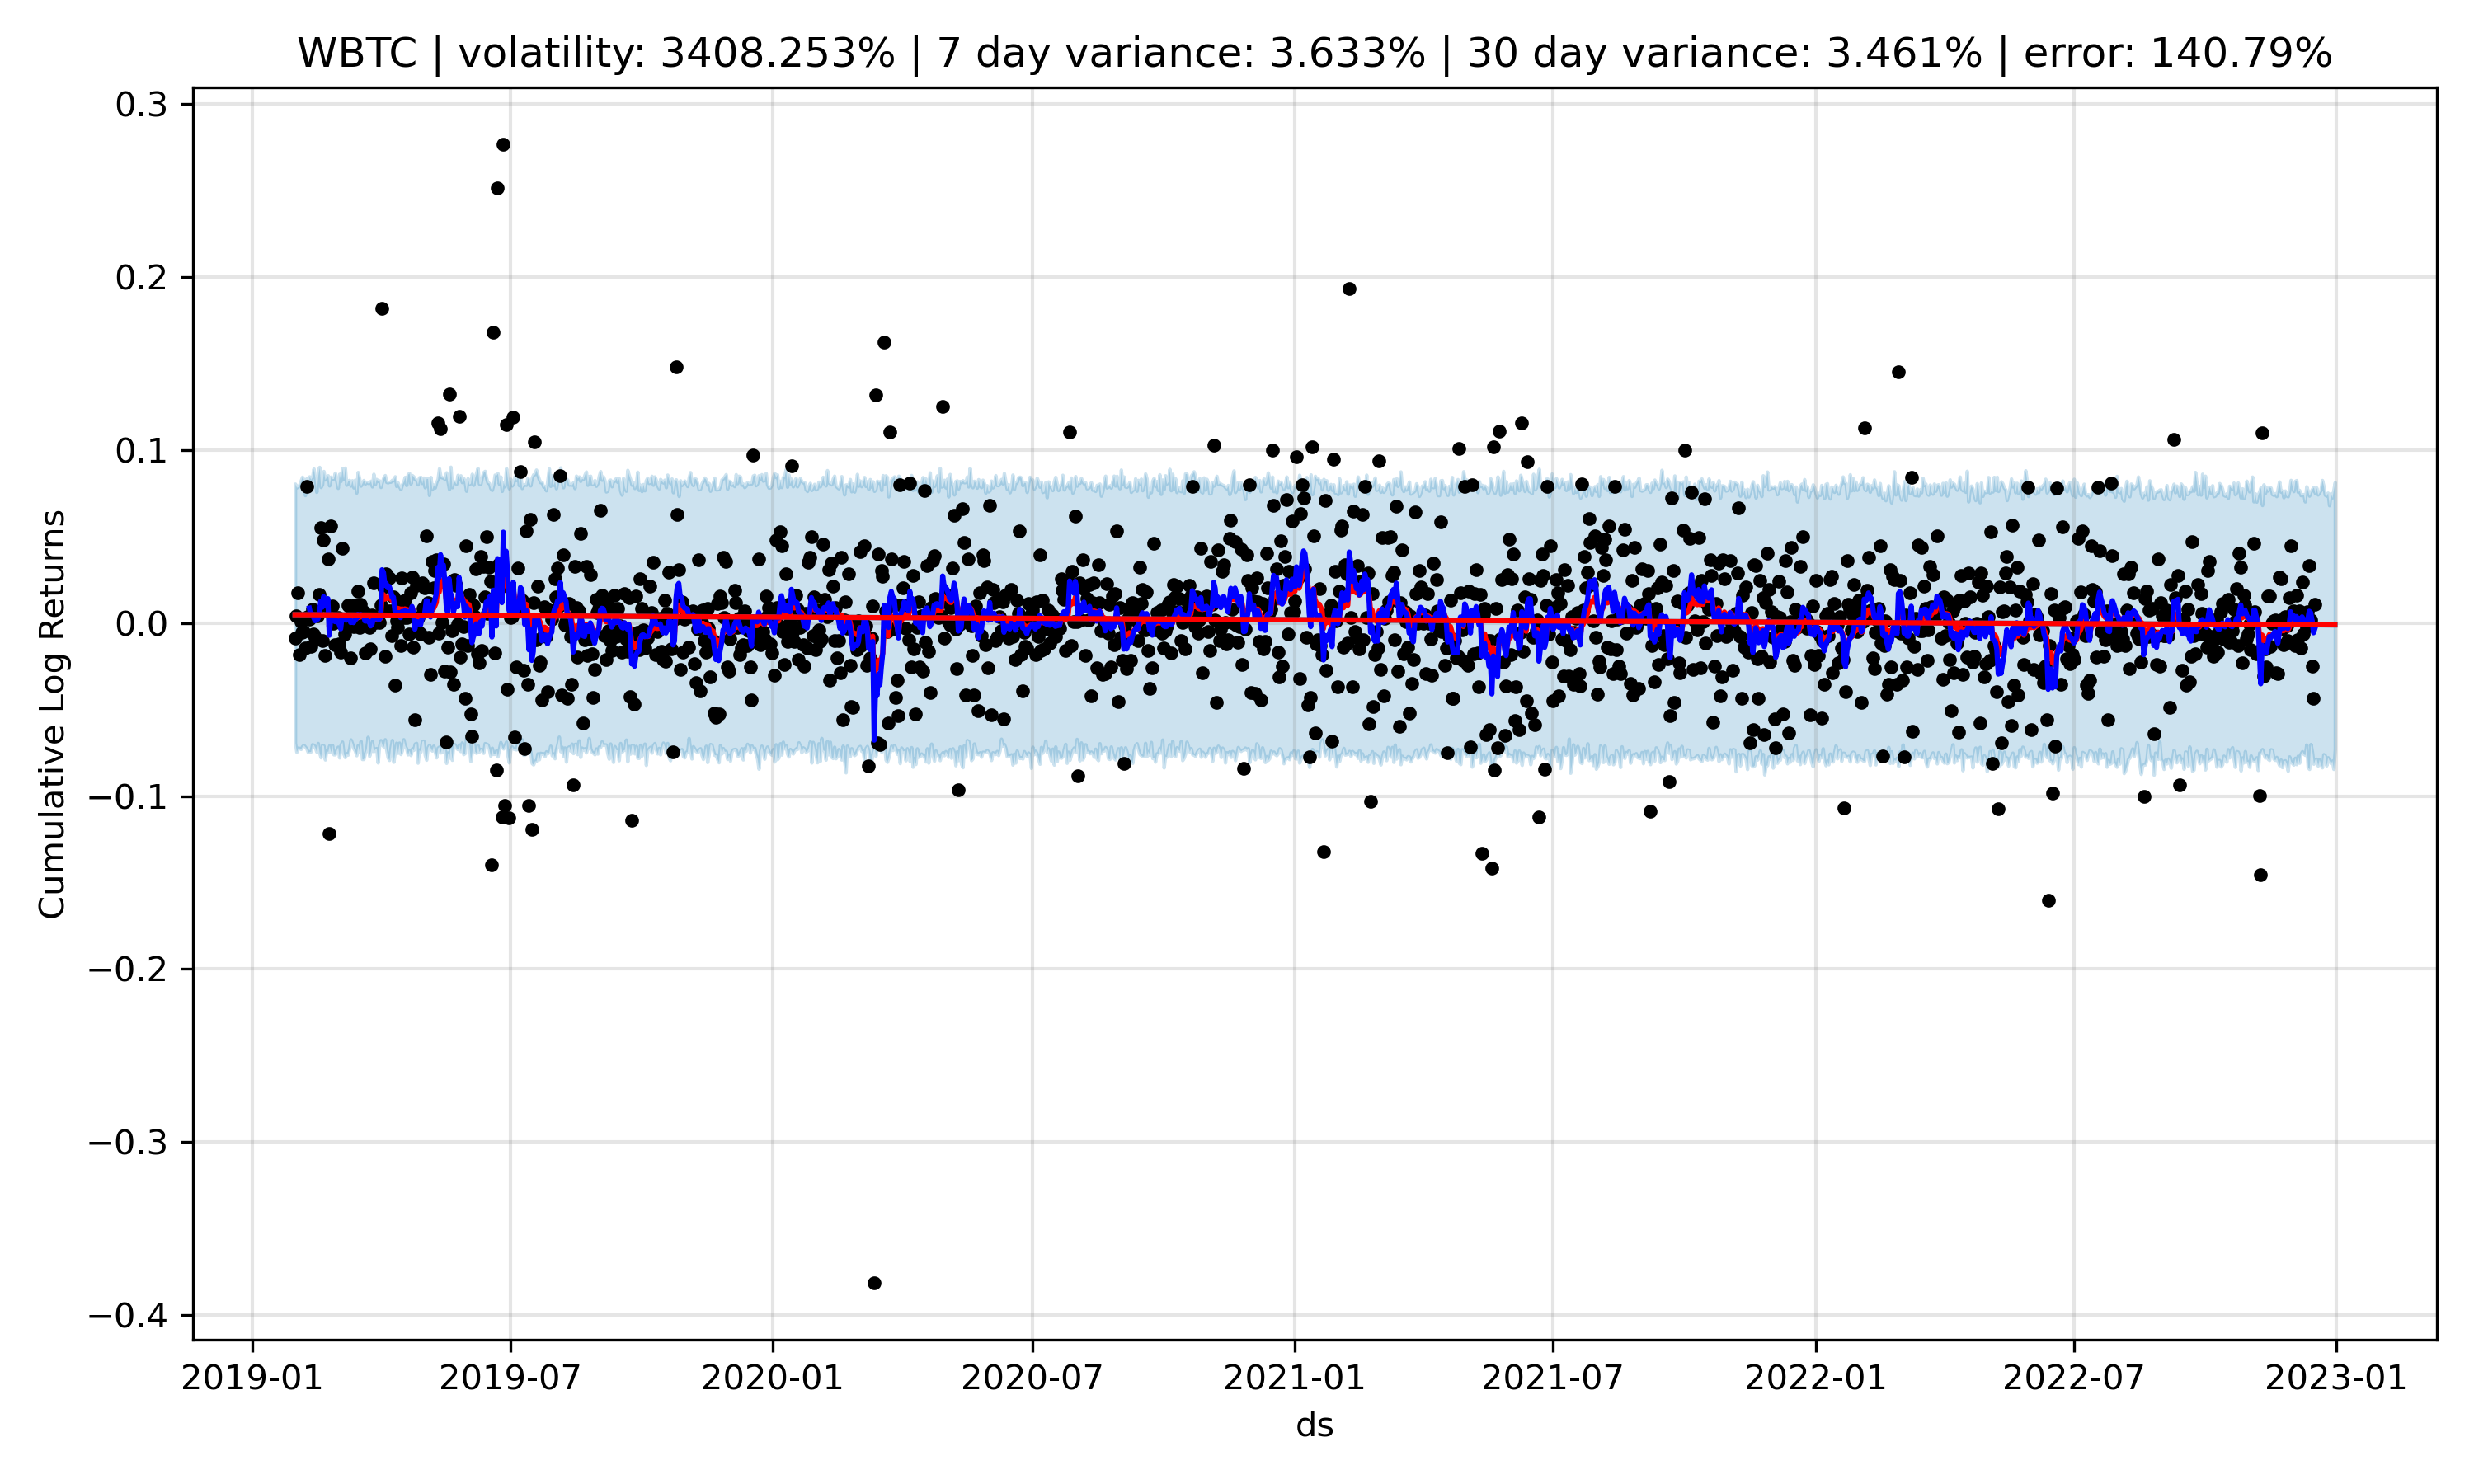 WBTC | volatility: 3408.253% | 7 day variance: 3.633% | 30 day variance: 3.461% | error: 140.79%
0.3
0.2
0.1
0.0
−0.1
−0.2
−0.3
−0.4
Cumulative Log Returns
2019-01 2019-07 2020-01 2020-07 2021-01 2021-07 2022-01 2022-07 2023-01
ds